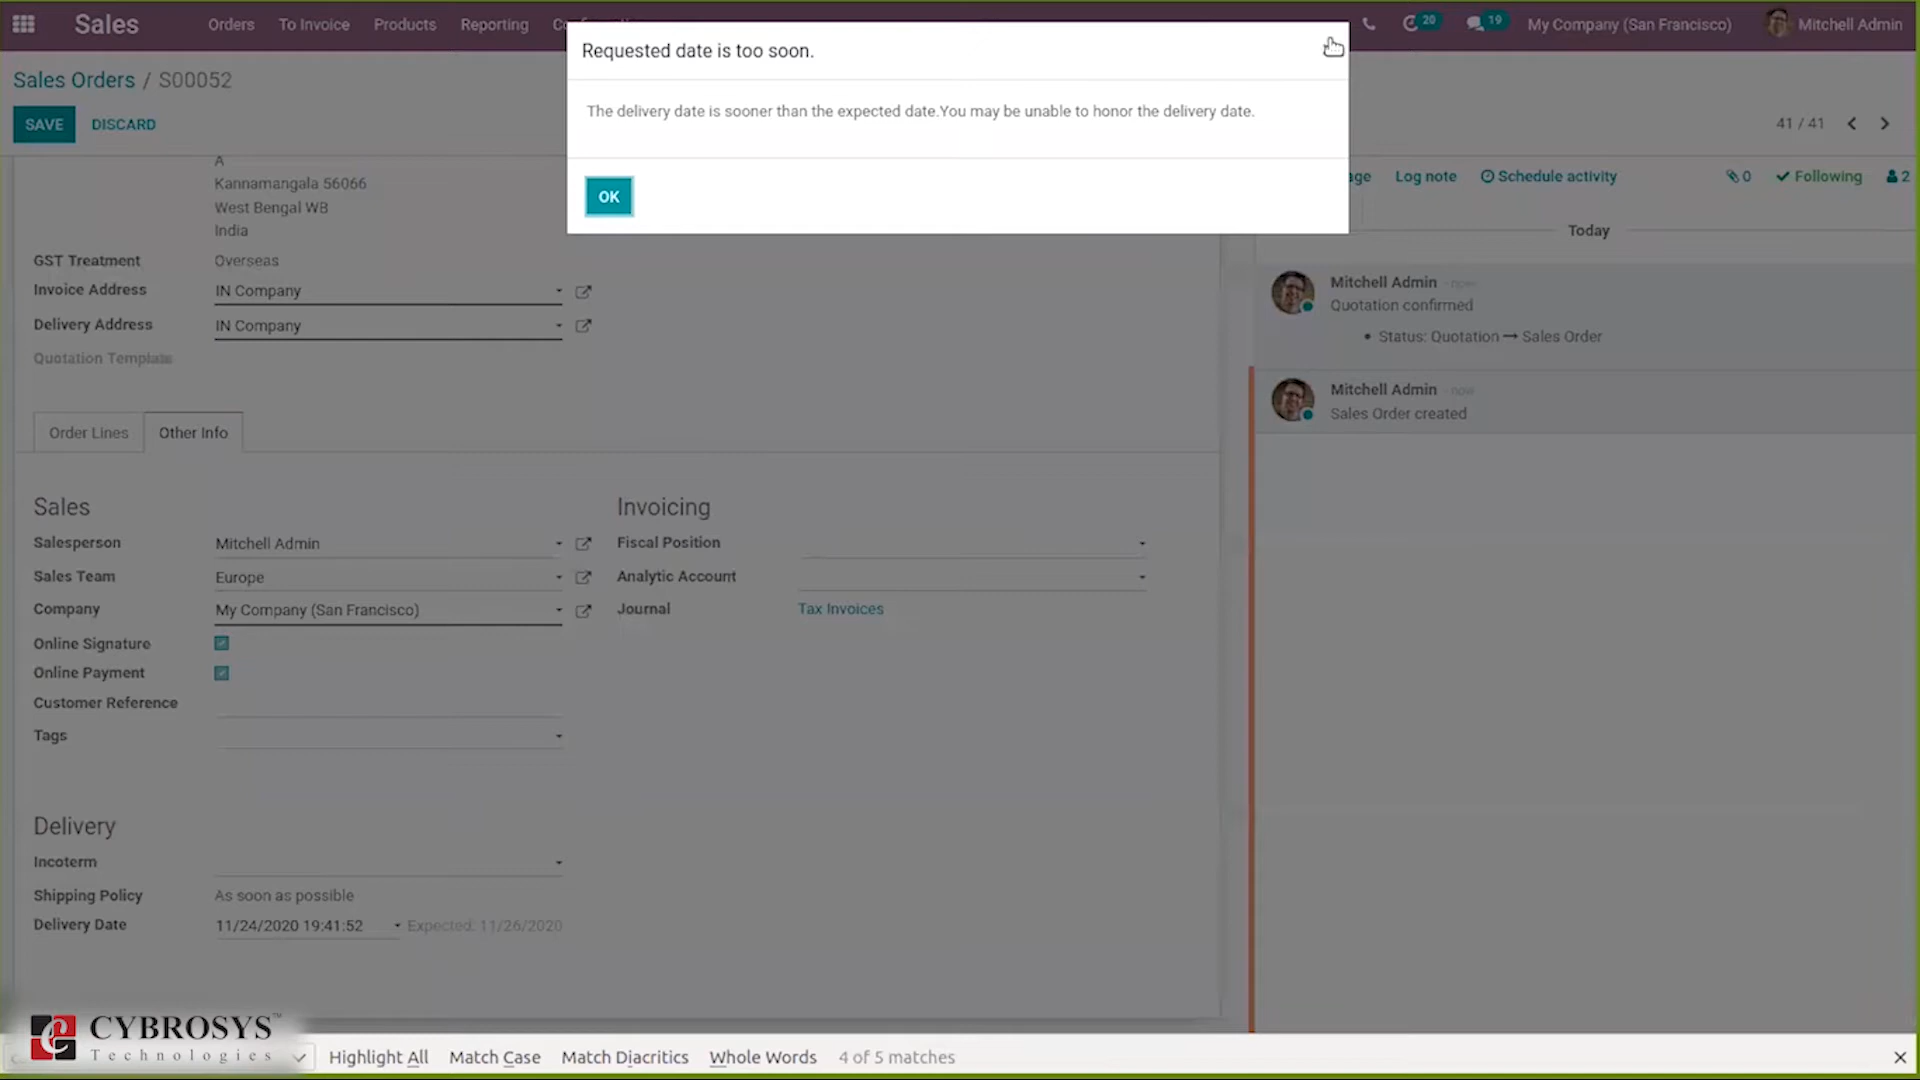 Sales
Orders
To Invoice
Products
Reporting
20
19
My Company (San Francisco)
Mitchell Admin
Requested date is too soon.
The delivery date is sooner than the expected date.You may be unable to honor the delivery date.
OK
Sales Orders / S00052
SAVE
DISCARD
41 / 41
Log note
Schedule activity
0
Following
2
Today
A
Kannamangala 56066
West Bengal WB
India
GST Treatment
Overseas
Invoice Address
IN Company
Delivery Address
IN Company
Quotation Template
Mitchell Admin - now
Quotation confirmed
• Status: Quotation → Sales Order
Mitchell Admin - now
Sales Order created
Order Lines
Other Info
Sales
Salesperson
Mitchell Admin
Sales Team
Europe
Company
My Company (San Francisco)
Online Signature
Online Payment
Customer Reference
Tags
Invoicing
Fiscal Position
Analytic Account
Journal
Tax Invoices
Delivery
Incoterm
Shipping Policy
As soon as possible
Delivery Date
11/24/2020 19:41:52
Expected: 11/26/2020
CYBROSYS™
Technologies
Highlight All
Match Case
Match Diacritics
Whole Words
4 of 5 matches